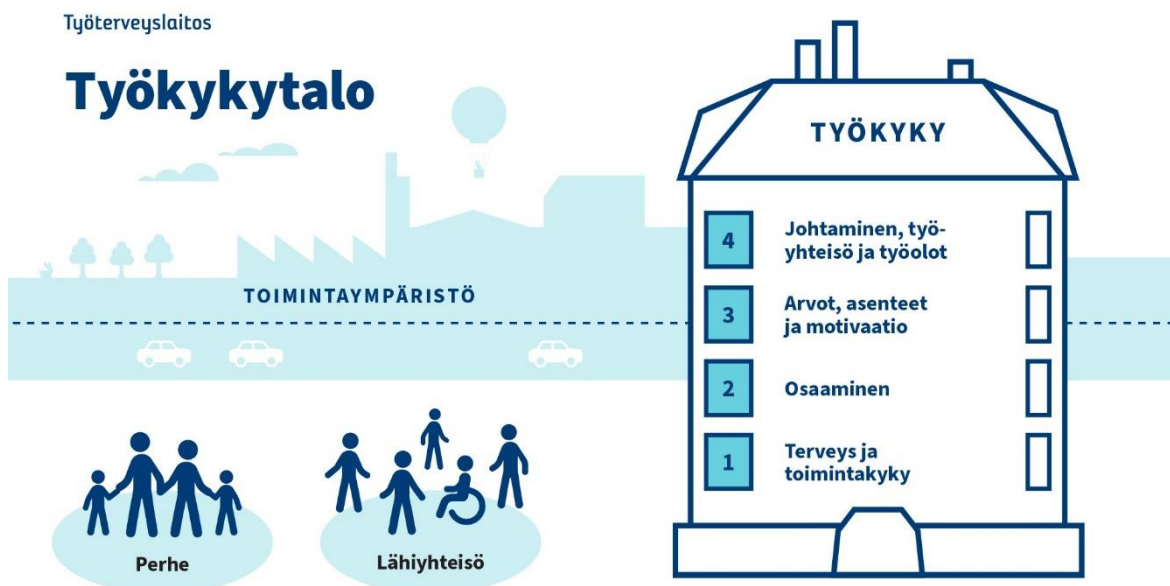 Työterveyslaitos
Työkykytalo
TYÖKYKY
4
Johtaminen, työ-
yhteisö ja työolot
3
Arvot, asenteet
ja motivaatio
2
Osaaminen
1
Terveys ja
toimintakyky
TOIMINTAYMPÄRISTÖ
Perhe
Lähiyhteisö